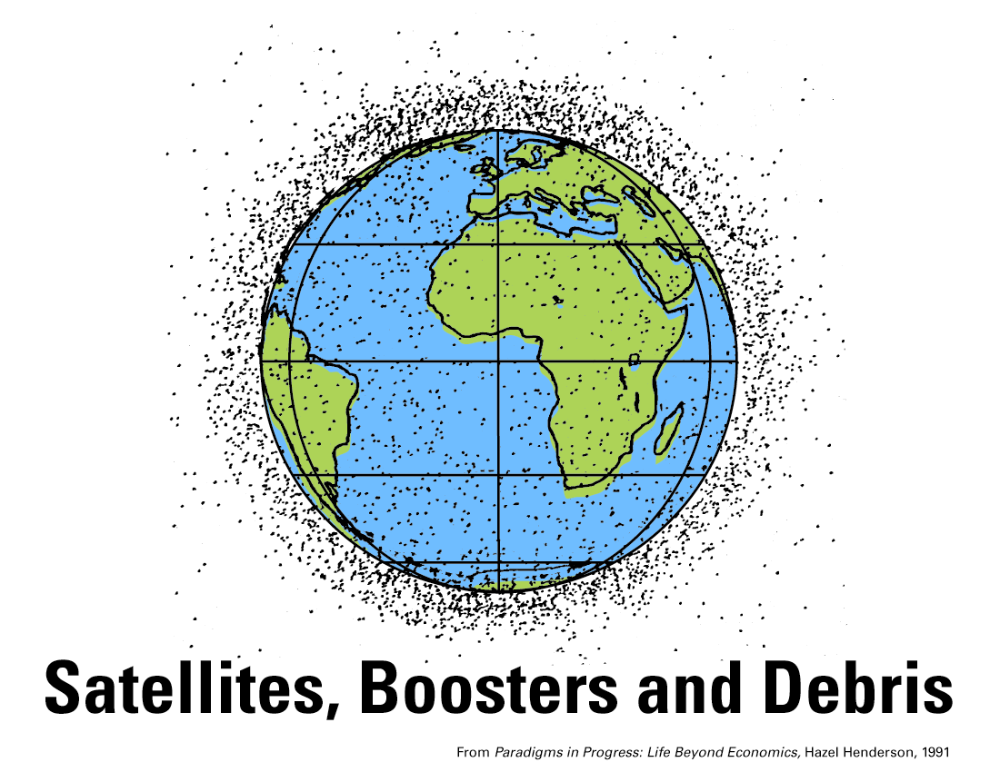 Satellites, Boosters and Debris
From Paradigms in Progress: Life Beyond Economics, Hazel Henderson, 1991